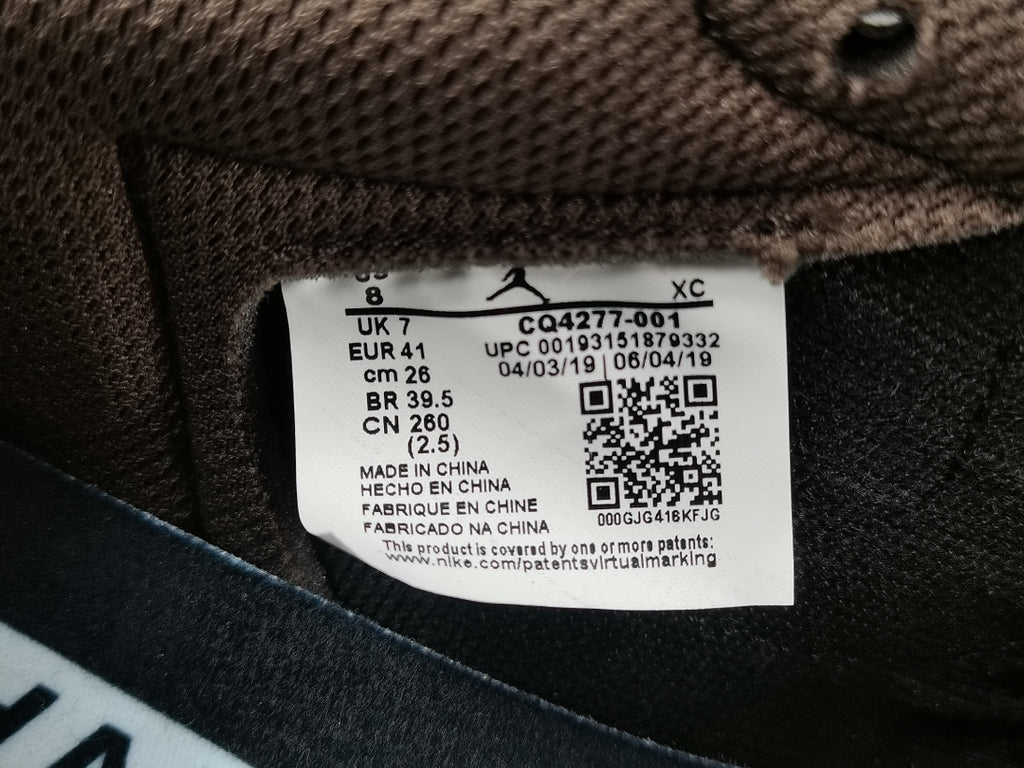 US
8
XC
UK 7
EUR 41
cm 26
BR 39.5
CN 260
(2.5)
CQ4277-001
UPC 00193151879332
04/03/19 | 06/04/19
MADE IN CHINA
HECHO EN CHINA
FABRIQUE EN CHINE
FABRICADO NA CHINA
000GJG416KFJG
This product is covered by one or more patents:
www.nike.com/patentsvirtualmarking